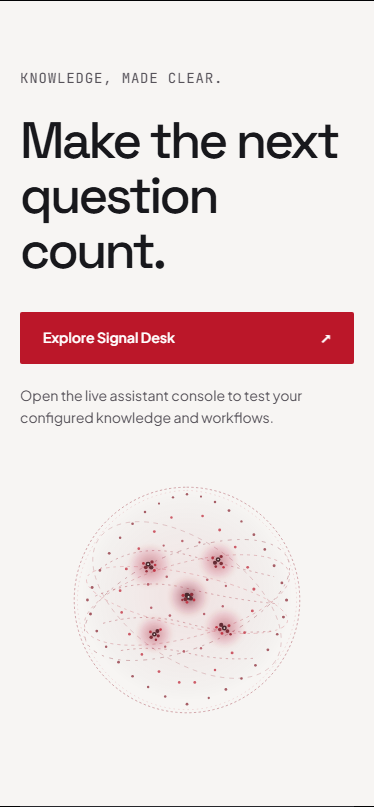 KNOWLEDGE, MADE CLEAR.
Make the next
question
count.
Explore Signal Desk ↗
Open the live assistant console to test your
configured knowledge and workflows.